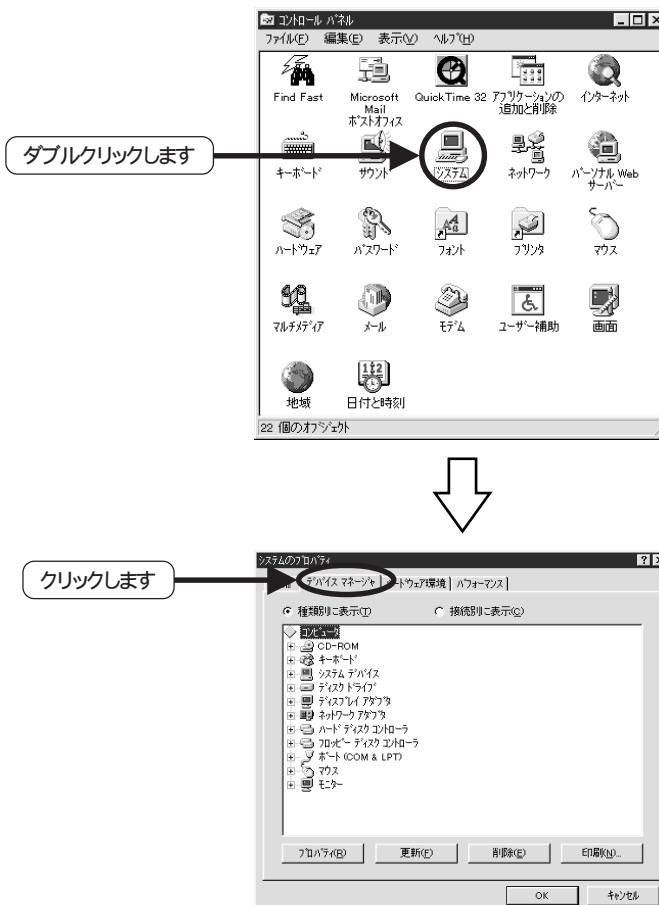 コントロール パネル
ファイル(F) 編集(E) 表示(V) ヘルプ(H)
Find Fast
Microsoft Mail ポストオフィス
QuickTime 32
アプリケーションの追加と削除
インターネット
ダブルクリックします
キーボード
サウンド
システム
ネットワーク
パーソナル Web サーバー
ハードウェア
パスワード
フォント
プリンタ
マウス
マルチメディア
メール
モデム
ユーザー補助
画面
地域
日付と時刻
22 個のオブジェクト
システムのプロパティ
クリックします
デバイス マネージャ
ハードウェア環境
パフォーマンス
種類別に表示(T)
接続別に表示(C)
コンピュータ
CD-ROM
キーボード
システム デバイス
ディスク ドライブ
ディスプレイ アダプタ
ネットワーク アダプタ
ハード ディスク コントローラ
フロッピー ディスク コントローラ
ポート (COM & LPT)
マウス
モニター
プロパティ(R)
更新(F)
削除(E)
印刷(N)...
OK
キャンセル